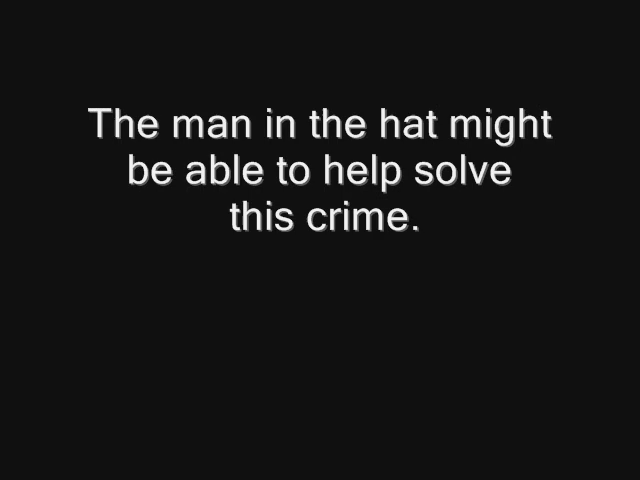 The man in the hat might
be able to help solve
this crime.